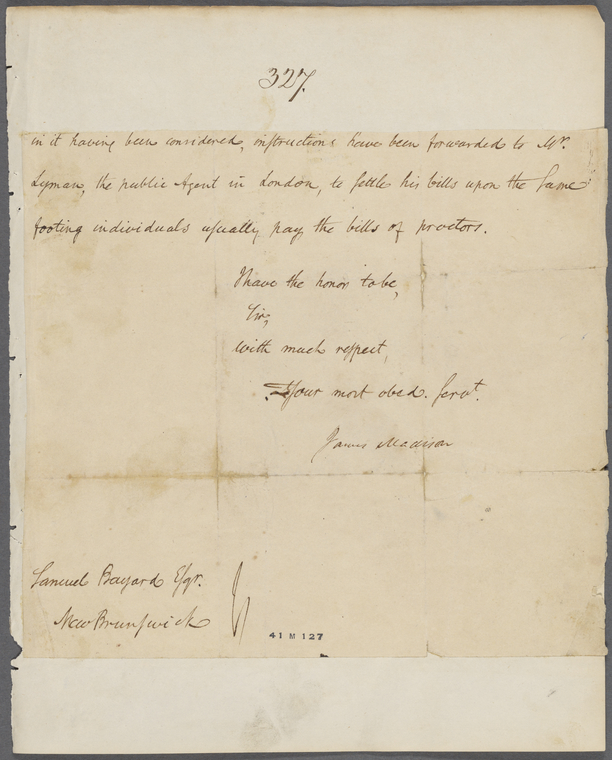 327.
in it having been considered, instructions have been forwarded to Mr.
Lyman, the public Agent in London, to settle his bills upon the same
footing individuals usually pay the bills of proctors.
I have the honor to be,
Sir,
with much respect,
Your most obed. servt.
James Madison
Samuel Bayard Esqr.
New Brunswick
41 M 127